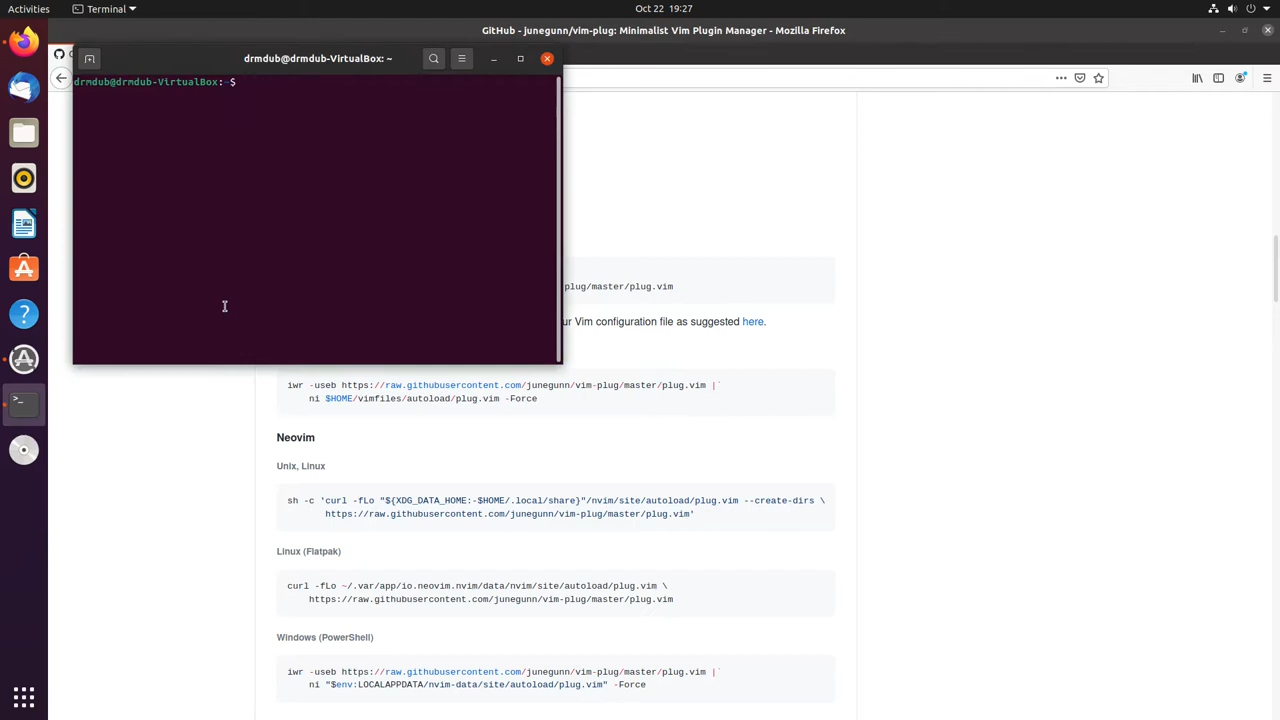 Activities
Terminal
Oct 22 19:27
GitHub - junegunn/vim-plug: Minimalist Vim Plugin Manager - Mozilla Firefox
drmdub@drmdub-VirtualBox: ~
drmdub@drmdub-VirtualBox:~$
plug/master/plug.vim
ur Vim configuration file as suggested here.
iwr -useb https://raw.githubusercontent.com/junegunn/vim-plug/master/plug.vim |`
ni $HOME/vimfiles/autoload/plug.vim -Force
Neovim
Unix, Linux
sh -c 'curl -fLo "${XDG_DATA_HOME:-$HOME/.local/share}"/nvim/site/autoload/plug.vim --create-dirs \
https://raw.githubusercontent.com/junegunn/vim-plug/master/plug.vim'
Linux (Flatpak)
curl -fLo ~/.var/app/io.neovim.nvim/data/nvim/site/autoload/plug.vim \
https://raw.githubusercontent.com/junegunn/vim-plug/master/plug.vim
Windows (PowerShell)
iwr -useb https://raw.githubusercontent.com/junegunn/vim-plug/master/plug.vim |`
ni "$env:LOCALAPPDATA/nvim-data/site/autoload/plug.vim" -Force